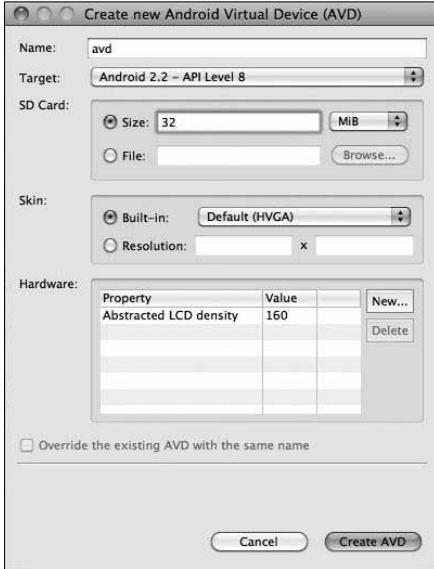 Create new Android Virtual Device (AVD)
Name: avd
Target: Android 2.2 – API Level 8
SD Card:
Size: 32 MiB
File: Browse...
Skin:
Built-in: Default (HVGA)
Resolution: x
Hardware:
Property Value New...
Abstracted LCD density 160
Delete
Override the existing AVD with the same name
Cancel Create AVD